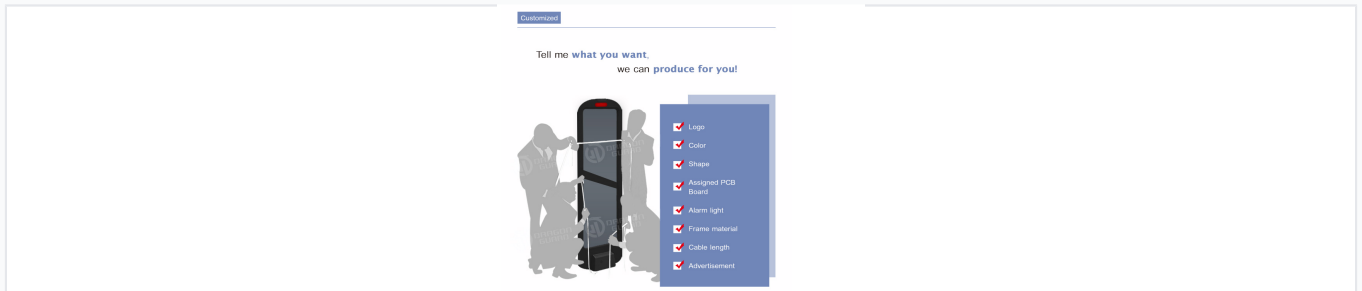 Customized
Tell me what you want,
we can produce for you!
Logo
Color
Shape
Assigned PCB
Board
Alarm light
Frame material
Cable length
Advertisement